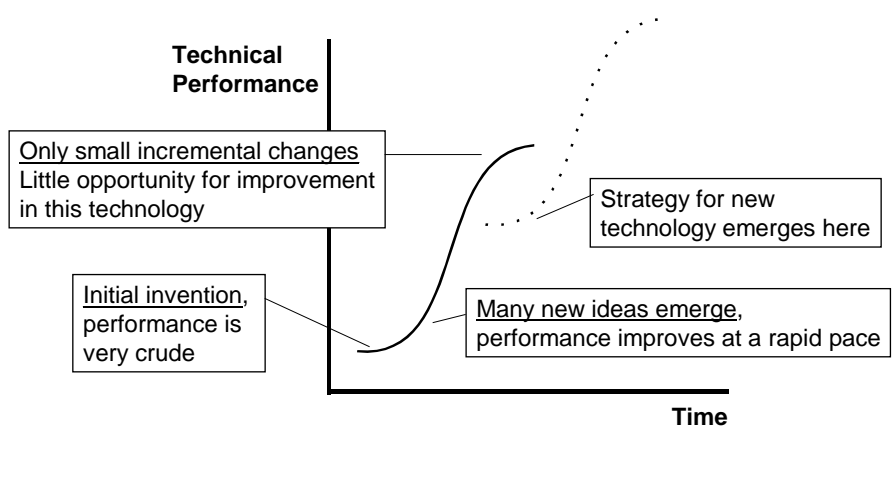 Technical
Performance
Only small incremental changes
Little opportunity for improvement
in this technology
Strategy for new
technology emerges here
Initial invention,
performance is
very crude
Many new ideas emerge,
performance improves at a rapid pace
Time